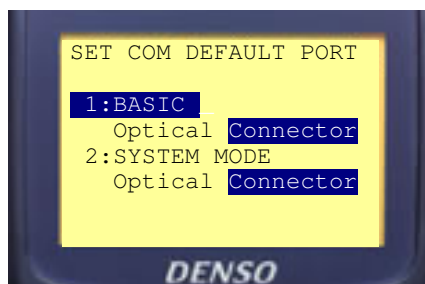 SET COM DEFAULT PORT
1:BASIC
Optical Connector
2:SYSTEM MODE
Optical Connector
DENSO